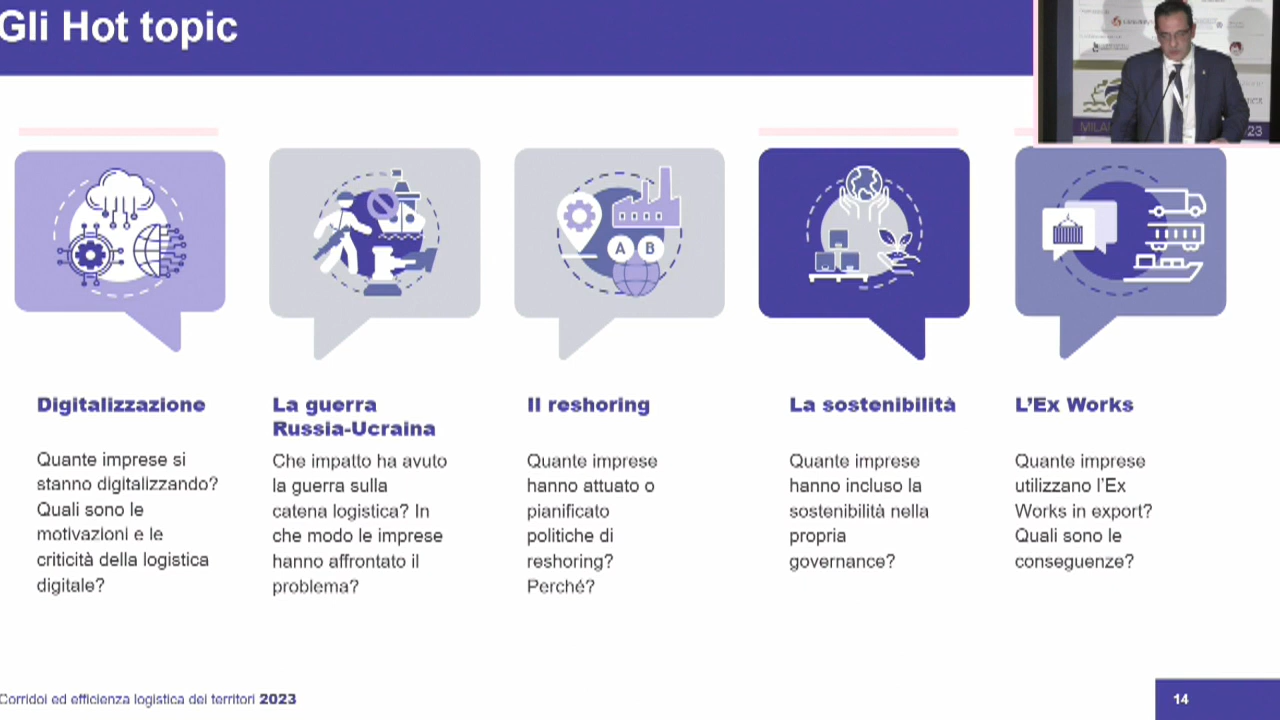 Gli Hot topic
MILA
23
A B
Digitalizzazione
Quante imprese si
stanno digitalizzando?
Quali sono le
motivazioni e le
criticità della logistica
digitale?
La guerra
Russia-Ucraina
Che impatto ha avuto
la guerra sulla
catena logistica? In
che modo le imprese
hanno affrontato il
problema?
Il reshoring
Quante imprese
hanno attuato o
pianificato
politiche di
reshoring?
Perché?
La sostenibilità
Quante imprese
hanno incluso la
sostenibilità nella
propria
governance?
L'Ex Works
Quante imprese
utilizzano l'Ex
Works in export?
Quali sono le
conseguenze?
Corridoi ed efficienza logistica dei territori 2023
14